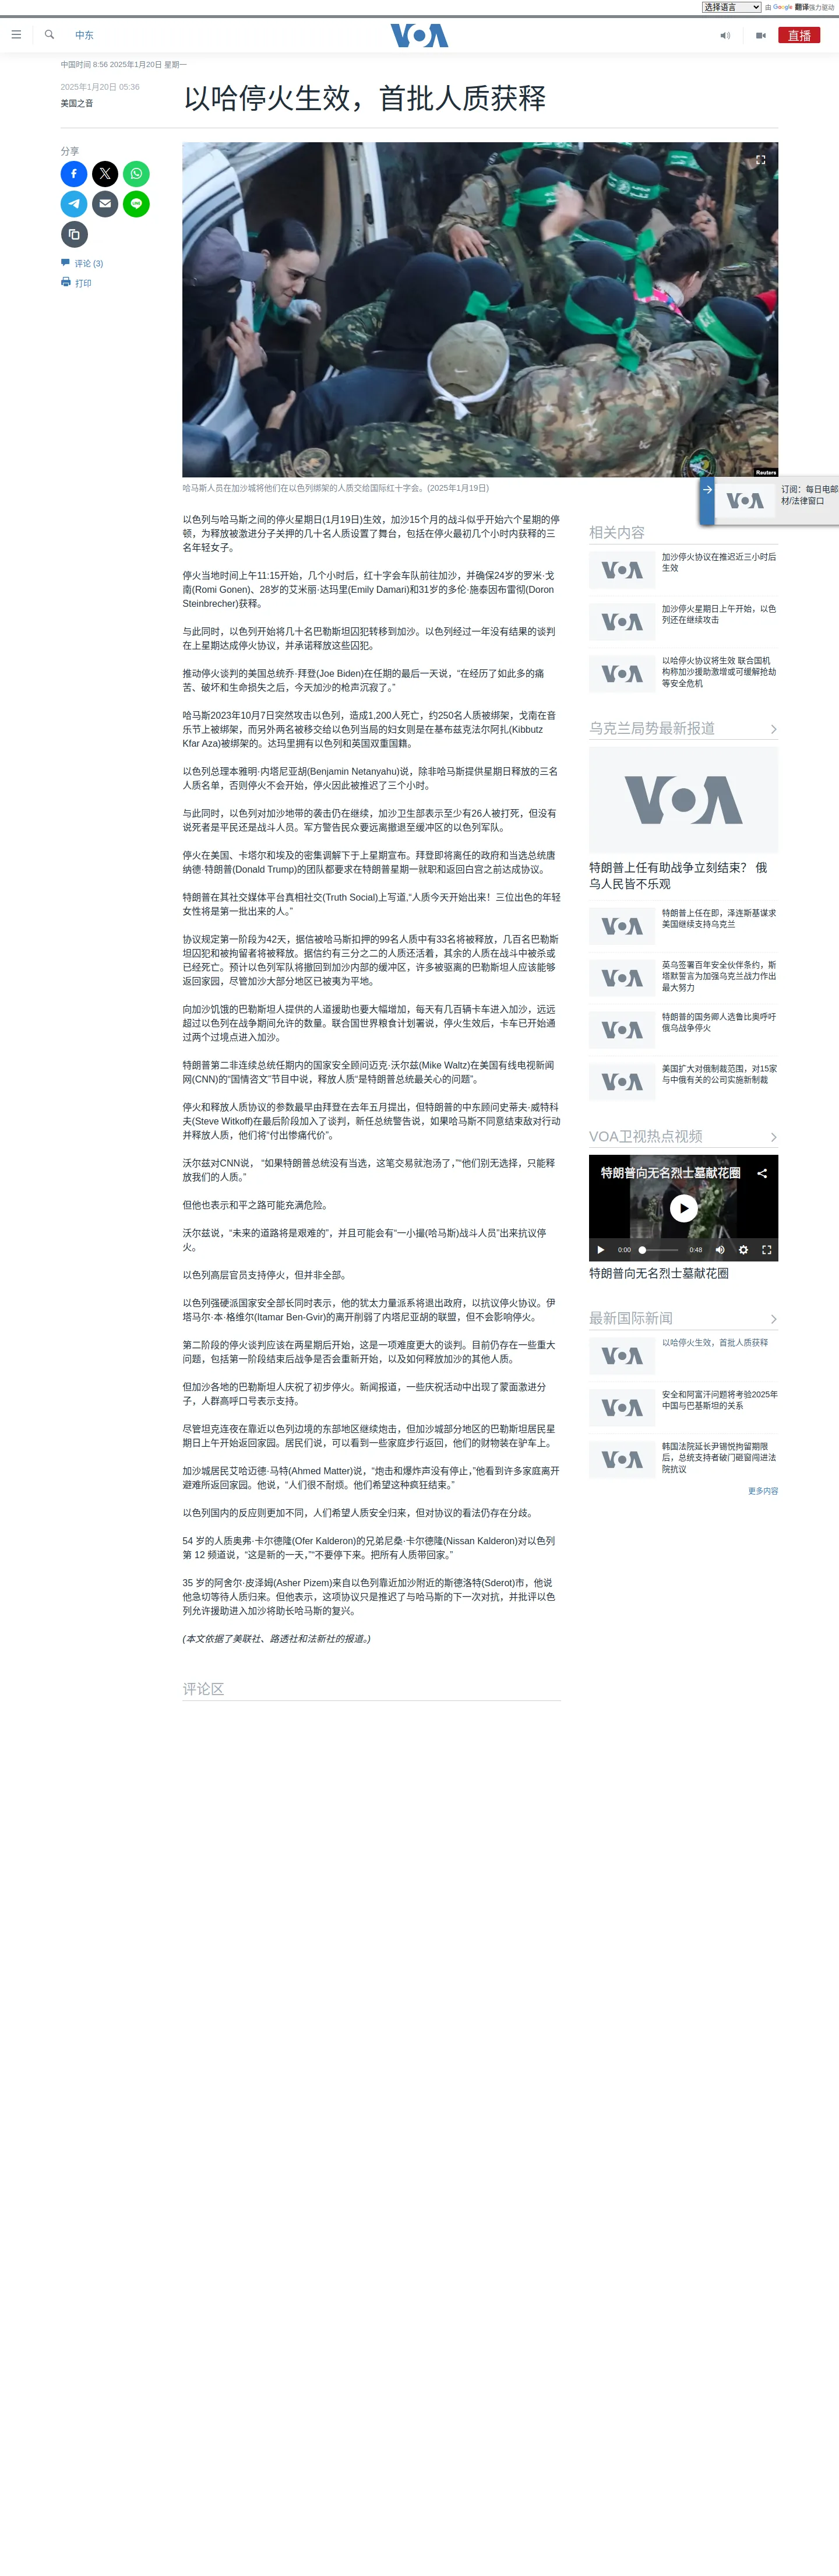 选择语言
由 Google 翻译强力驱动
中东
VOA
直播
中国时间 8:56 2025年1月20日 星期一
2025年1月20日 05:36
美国之音
以哈停火生效，首批人质获释
分享
评论 (3)
打印
Reuters
哈马斯人员在加沙城将他们在以色列绑架的人质交给国际红十字会。(2025年1月19日)
订阅：每日电邮
材/法律窗口
以色列与哈马斯之间的停火星期日(1月19日)生效，加沙15个月的战斗似乎开始六个星期的停
顿，为释放被激进分子关押的几十名人质设置了舞台，包括在停火最初几个小时内获释的三
名年轻女子。
停火当地时间上午11:15开始，几个小时后，红十字会车队前往加沙，并确保24岁的罗米·戈
南(Romi Gonen)、28岁的艾米丽·达玛里(Emily Damari)和31岁的多伦·施泰因布雷彻(Doron
Steinbrecher)获释。
与此同时，以色列开始将几十名巴勒斯坦囚犯转移到加沙。以色列经过一年没有结果的谈判
在上星期达成停火协议，并承诺释放这些囚犯。
推动停火谈判的美国总统乔·拜登(Joe Biden)在任期的最后一天说，“在经历了如此多的痛
苦、破坏和生命损失之后，今天加沙的枪声沉寂了。”
哈马斯2023年10月7日突然攻击以色列，造成1,200人死亡，约250名人质被绑架，戈南在音
乐节上被绑架，而另外两名被移交给以色列当局的妇女则是在基布兹克法尔阿扎(Kibbutz
Kfar Aza)被绑架的。达玛里拥有以色列和英国双重国籍。
以色列总理本雅明·内塔尼亚胡(Benjamin Netanyahu)说，除非哈马斯提供星期日释放的三名
人质名单，否则停火不会开始，停火因此被推迟了三个小时。
与此同时，以色列对加沙地带的袭击仍在继续，加沙卫生部表示至少有26人被打死，但没有
说死者是平民还是战斗人员。军方警告民众要远离撤退至缓冲区的以色列军队。
停火在美国、卡塔尔和埃及的密集调解下于上星期宣布。拜登即将离任的政府和当选总统唐
纳德·特朗普(Donald Trump)的团队都要求在特朗普星期一就职和返回白宫之前达成协议。
特朗普在其社交媒体平台真相社交(Truth Social)上写道,“人质今天开始出来！三位出色的年轻
女性将是第一批出来的人。”
协议规定第一阶段为42天，据信被哈马斯扣押的99名人质中有33名将被释放，几百名巴勒斯
坦囚犯和被拘留者将被释放。据信约有三分之二的人质还活着，其余的人质在战斗中被杀或
已经死亡。预计以色列军队将撤回到加沙内部的缓冲区，许多被驱离的巴勒斯坦人应该能够
返回家园，尽管加沙大部分地区已被夷为平地。
向加沙饥饿的巴勒斯坦人提供的人道援助也要大幅增加，每天有几百辆卡车进入加沙，远远
超过以色列在战争期间允许的数量。联合国世界粮食计划署说，停火生效后，卡车已开始通
过两个过境点进入加沙。
特朗普第二非连续总统任期内的国家安全顾问迈克·沃尔兹(Mike Waltz)在美国有线电视新闻
网(CNN)的“国情咨文”节目中说，释放人质“是特朗普总统最关心的问题”。
停火和释放人质协议的参数最早由拜登在去年五月提出，但特朗普的中东顾问史蒂夫·威特科
夫(Steve Witkoff)在最后阶段加入了谈判，新任总统警告说，如果哈马斯不同意结束敌对行动
并释放人质，他们将“付出惨痛代价”。
沃尔兹对CNN说， “如果特朗普总统没有当选，这笔交易就泡汤了，”“他们别无选择，只能释
放我们的人质。”
但他也表示和平之路可能充满危险。
沃尔兹说，“未来的道路将是艰难的”，并且可能会有“一小撮(哈马斯)战斗人员”出来抗议停
火。
以色列高层官员支持停火，但并非全部。
以色列强硬派国家安全部长同时表示，他的犹太力量派系将退出政府，以抗议停火协议。伊
塔马尔·本·格维尔(Itamar Ben-Gvir)的离开削弱了内塔尼亚胡的联盟，但不会影响停火。
第二阶段的停火谈判应该在两星期后开始，这是一项难度更大的谈判。目前仍存在一些重大
问题，包括第一阶段结束后战争是否会重新开始，以及如何释放加沙的其他人质。
但加沙各地的巴勒斯坦人庆祝了初步停火。新闻报道，一些庆祝活动中出现了蒙面激进分
子，人群高呼口号表示支持。
尽管坦克连夜在靠近以色列边境的东部地区继续炮击，但加沙城部分地区的巴勒斯坦居民星
期日上午开始返回家园。居民们说，可以看到一些家庭步行返回，他们的财物装在驴车上。
加沙城居民艾哈迈德·马特(Ahmed Matter)说，“炮击和爆炸声没有停止，”他看到许多家庭离开
避难所返回家园。他说，“人们很不耐烦。他们希望这种疯狂结束。”
以色列国内的反应则更加不同，人们希望人质安全归来，但对协议的看法仍存在分歧。
54 岁的人质奥弗·卡尔德隆(Ofer Kalderon)的兄弟尼桑·卡尔德隆(Nissan Kalderon)对以色列
第 12 频道说，“这是新的一天，”“不要停下来。把所有人质带回家。”
35 岁的阿舍尔·皮泽姆(Asher Pizem)来自以色列靠近加沙附近的斯德洛特(Sderot)市，他说
他急切等待人质归来。但他表示，这项协议只是推迟了与哈马斯的下一次对抗，并批评以色
列允许援助进入加沙将助长哈马斯的复兴。
(本文依据了美联社、路透社和法新社的报道。)
评论区
相关内容
加沙停火协议在推迟近三小时后
生效
加沙停火星期日上午开始，以色
列还在继续攻击
以哈停火协议将生效 联合国机
构称加沙援助激增或可缓解抢劫
等安全危机
乌克兰局势最新报道
特朗普上任有助战争立刻结束？ 俄
乌人民皆不乐观
特朗普上任在即，泽连斯基谋求
美国继续支持乌克兰
英乌签署百年安全伙伴条约，斯
塔默誓言为加强乌克兰战力作出
最大努力
特朗普的国务卿人选鲁比奥呼吁
俄乌战争停火
美国扩大对俄制裁范围，对15家
与中俄有关的公司实施新制裁
VOA卫视热点视频
特朗普向无名烈士墓献花圈
0:00
0:48
特朗普向无名烈士墓献花圈
最新国际新闻
以哈停火生效，首批人质获释
安全和阿富汗问题将考验2025年
中国与巴基斯坦的关系
韩国法院延长尹锡悦拘留期限
后，总统支持者破门砸窗闯进法
院抗议
更多内容